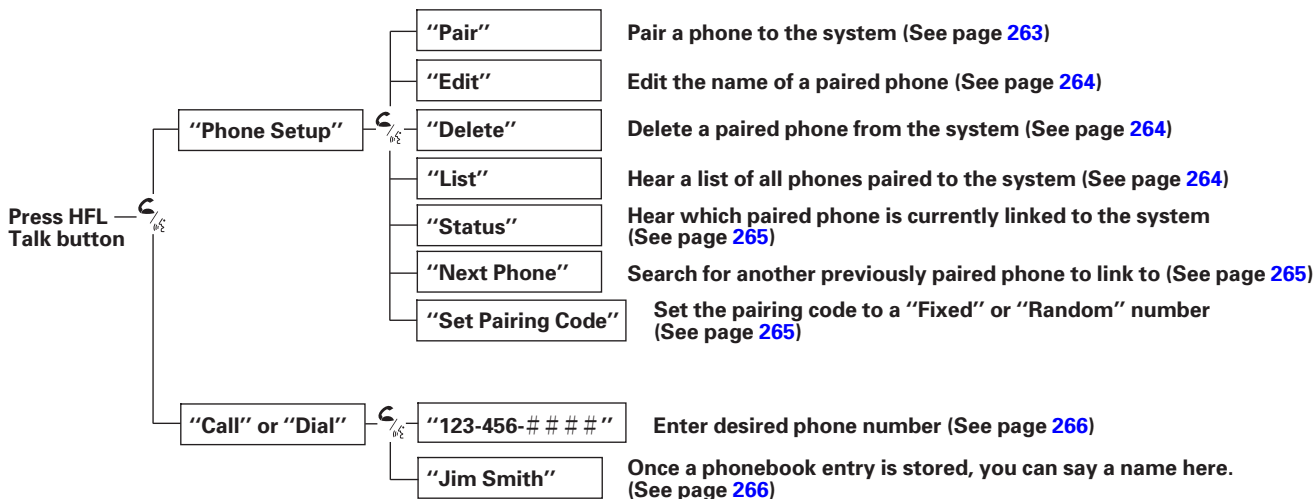 "Pair"
Pair a phone to the system (See page 263)
"Edit"
Edit the name of a paired phone (See page 264)
"Phone Setup"
"Delete"
Delete a paired phone from the system (See page 264)
"List"
Hear a list of all phones paired to the system (See page 264)
Press HFL
Talk button
"Status"
Hear which paired phone is currently linked to the system
(See page 265)
"Next Phone"
Search for another previously paired phone to link to (See page 265)
"Set Pairing Code"
Set the pairing code to a "Fixed" or "Random" number
(See page 265)
"Call" or "Dial"
"123-456-####"
Enter desired phone number (See page 266)
"Jim Smith"
Once a phonebook entry is stored, you can say a name here.
(See page 266)